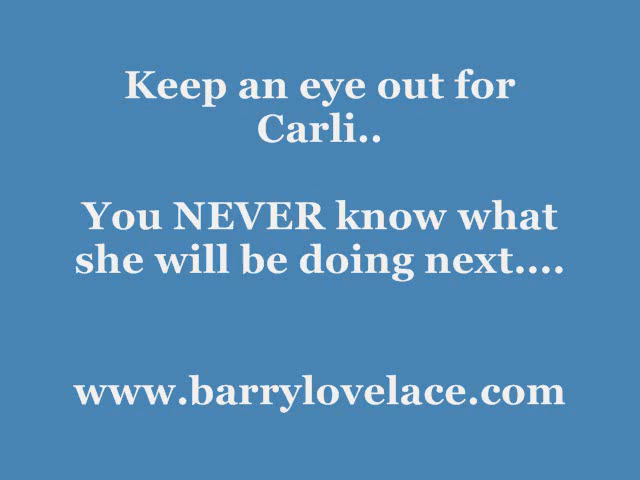 Keep an eye out for
Carli..
You NEVER know what
she will be doing next....
www.barrylovelace.com